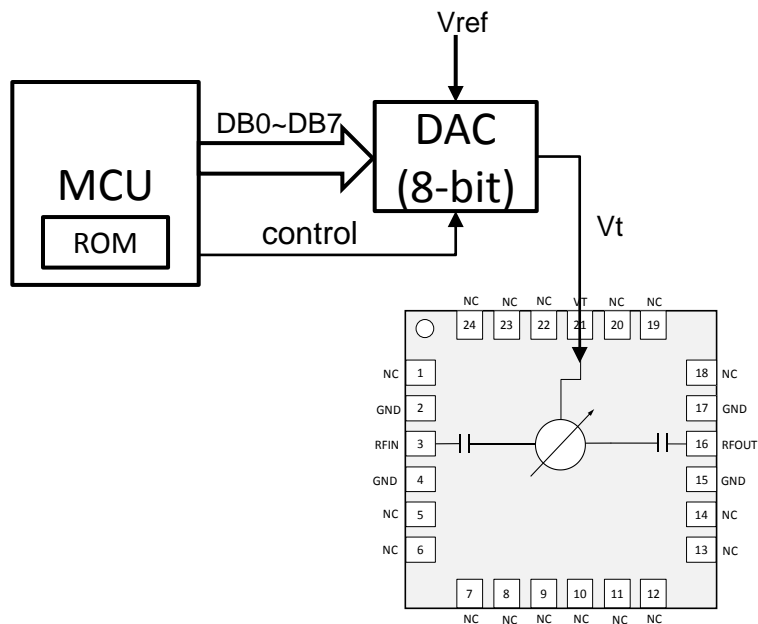 Vref
DB0~DB7
DAC
(8-bit)
MCU
ROM
control
Vt
NC NC NC VT NC NC
24 23 22 21 20 19
NC 1 18 NC
GND 2 17 GND
RFIN 3 16 RFOUT
GND 4 15 GND
NC 5 14 NC
NC 6 13 NC
7 8 9 10 11 12
NC NC NC NC NC NC